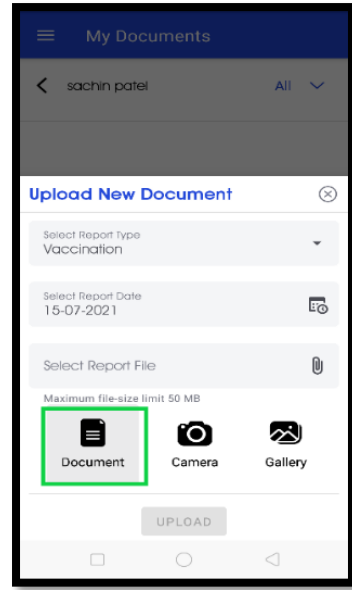 My Documents
sachin patel All
Upload New Document
Select Report Type
Vaccination
Select Report Date
15-07-2021
Select Report File
Maximum file-size limit 50 MB
Document Camera Gallery
UPLOAD